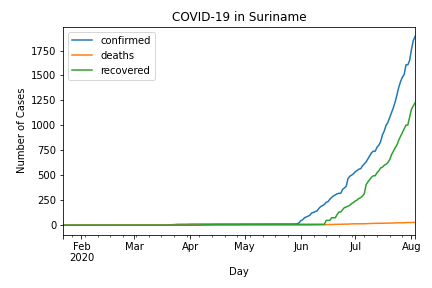 COVID-19 in Suriname
confirmed
deaths
recovered
Number of Cases
1750
1500
1250
1000
750
500
250
0
Feb Mar Apr May Jun Jul Aug
2020
Day